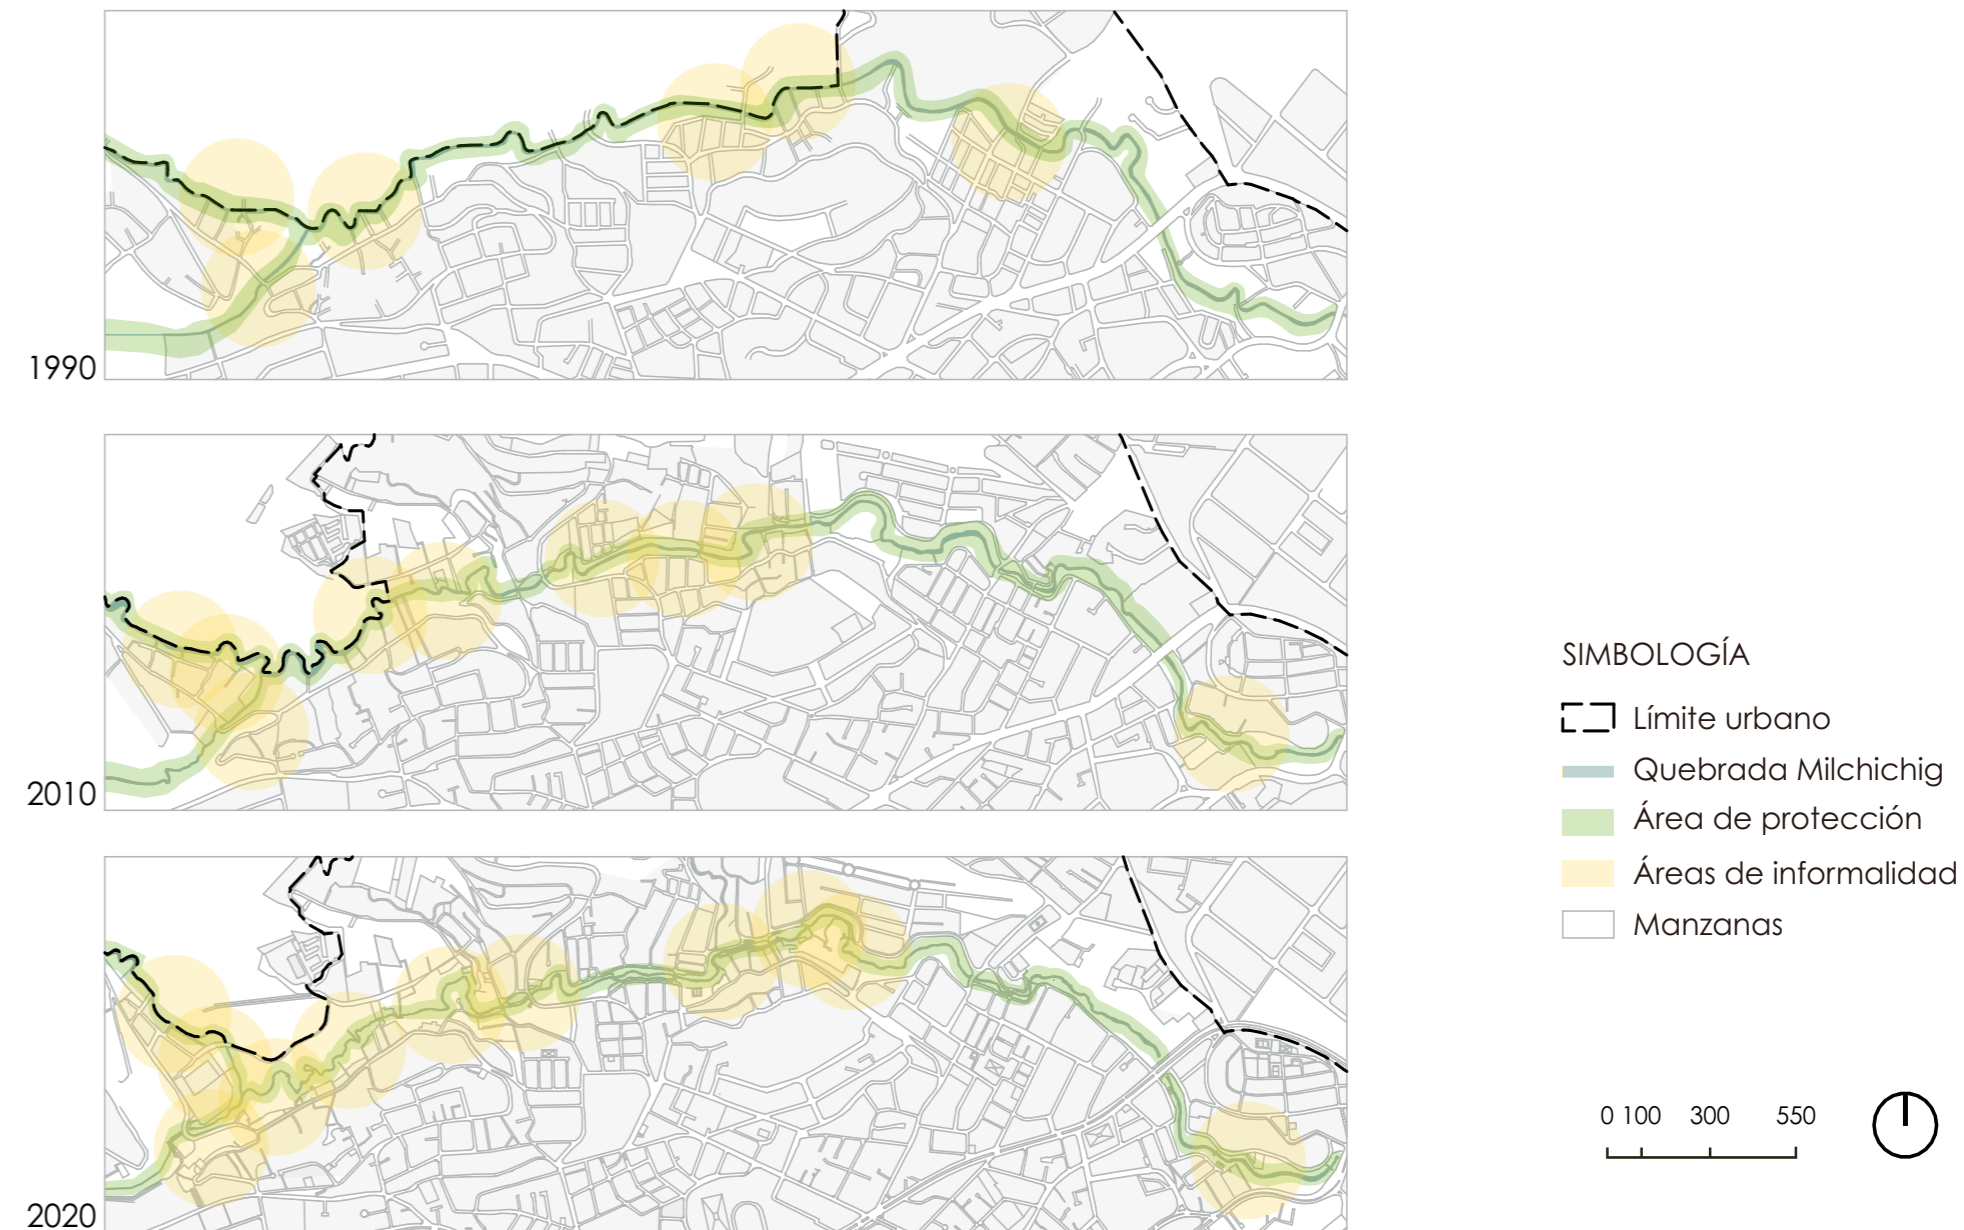 1990
2010
2020
SIMBOLOGÍA
Límite urbano
Quebrada Milchichig
Área de protección
Áreas de informalidad
Manzanas
0 100 300 550